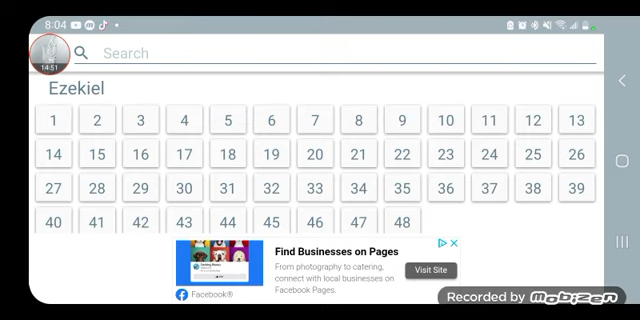 8:04
14:51
Search
Ezekiel
1 2 3 4 5 6 7 8 9 10 11 12 13
14 15 16 17 18 19 20 21 22 23 24 25 26
27 28 29 30 31 32 33 34 35 36 37 38 39
40 41 42 43 44 45 46 47 48
Find Businesses on Pages
From photography to catering,
connect with local businesses on
Facebook Pages.
Visit Site
Facebook®
Recorded by Mobizen